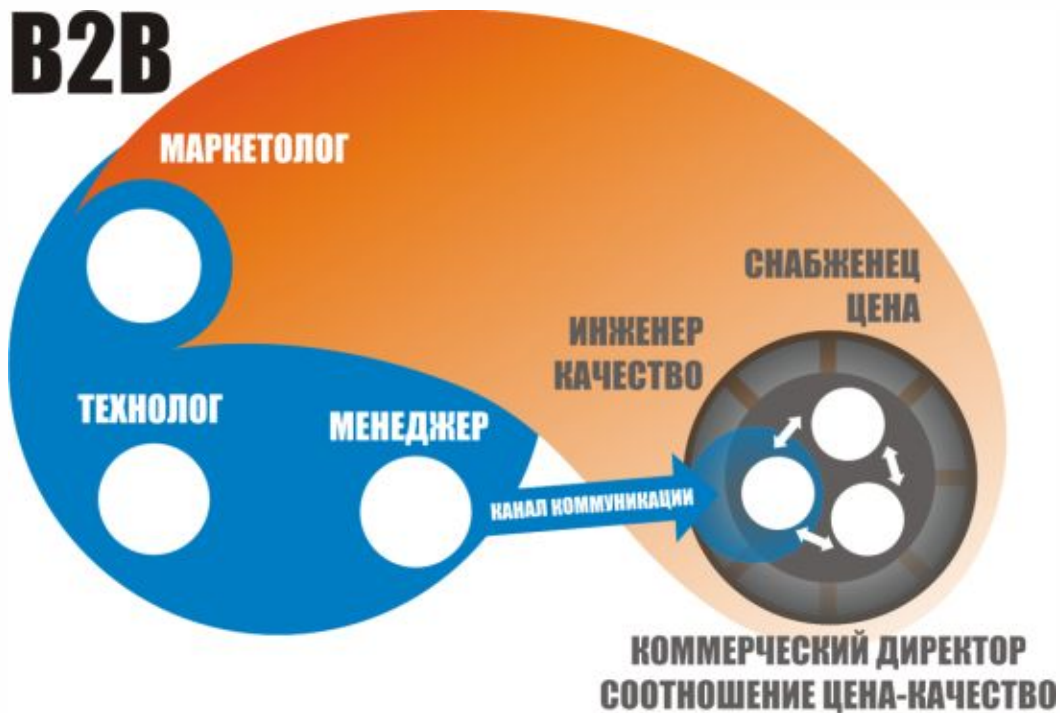 B2B
МАРКЕТОЛОГ
СНАБЖЕНЕЦ
ЦЕНА
ИНЖЕНЕР
КАЧЕСТВО
ТЕХНОЛОГ
МЕНЕДЖЕР
КАНАЛ КОММУНИКАЦИИ
КОММЕРЧЕСКИЙ ДИРЕКТОР
СООТНОШЕНИЕ ЦЕНА-КАЧЕСТВО